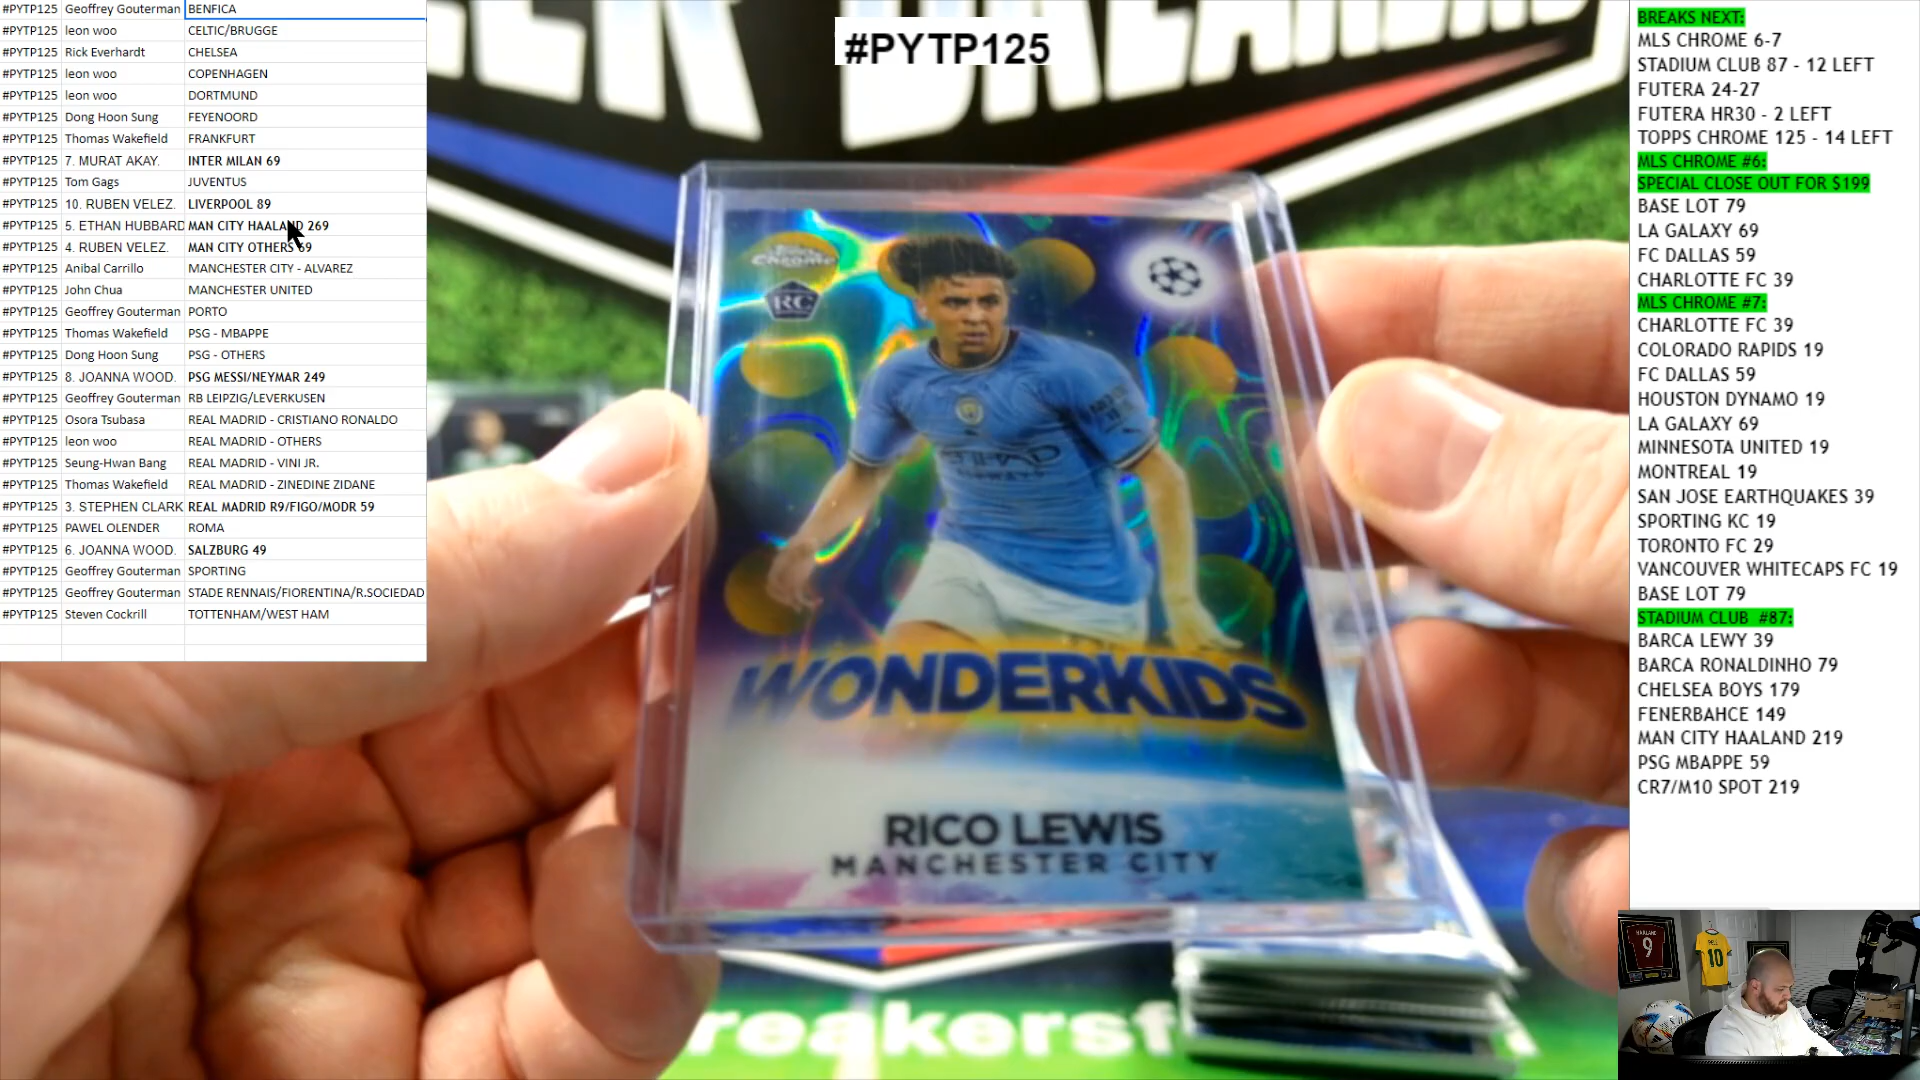 #PYTP125 Geoffrey Gouterman BENFICA
#PYTP125 leon woo CELTIC/BRUGGE
#PYTP125 Rick Everhardt CHELSEA
#PYTP125 leon woo COPENHAGEN
#PYTP125 leon woo DORTMUND
#PYTP125 Dong Hoon Sung FEYENOORD
#PYTP125 Thomas Wakefield FRANKFURT
#PYTP125 7. MURAT AKAY. INTER MILAN 69
#PYTP125 Tom Gags JUVENTUS
#PYTP125 10. RUBEN VELEZ. LIVERPOOL 89
#PYTP125 5. ETHAN HUBBARD MAN CITY HAALAND 269
#PYTP125 4. RUBEN VELEZ. MAN CITY OTHERS 69
#PYTP125 Anibal Carrillo MANCHESTER CITY - ALVAREZ
#PYTP125 John Chua MANCHESTER UNITED
#PYTP125 Geoffrey Gouterman PORTO
#PYTP125 Thomas Wakefield PSG - MBAPPE
#PYTP125 Dong Hoon Sung PSG - OTHERS
#PYTP125 8. JOANNA WOOD. PSG MESSI/NEYMAR 249
#PYTP125 Geoffrey Gouterman RB LEIPZIG/LEVERKUSEN
#PYTP125 Osora Tsubasa REAL MADRID - CRISTIANO RONALDO
#PYTP125 leon woo REAL MADRID - OTHERS
#PYTP125 Seung-Hwan Bang REAL MADRID - VINI JR.
#PYTP125 Thomas Wakefield REAL MADRID - ZINEDINE ZIDANE
#PYTP125 3. STEPHEN CLARK REAL MADRID R9/FIGO/MODR 59
#PYTP125 PAWEL OLENDER ROMA
#PYTP125 6. JOANNA WOOD. SALZBURG 49
#PYTP125 Geoffrey Gouterman SPORTING
#PYTP125 Geoffrey Gouterman STADE RENNAIS/FIORENTINA/R.SOCIEDAD
#PYTP125 Steven Cockrill TOTTENHAM/WEST HAM
#PYTP125
Chrome
RC
ETIHAD
AIRWAYS
WONDERKIDS
RICO LEWIS
MANCHESTER CITY
reakersf
BREAKS NEXT:
MLS CHROME 6-7
STADIUM CLUB 87 - 12 LEFT
FUTERA 24-27
FUTERA HR30 - 2 LEFT
TOPPS CHROME 125 - 14 LEFT
MLS CHROME #6:
SPECIAL CLOSE OUT FOR $199
BASE LOT 79
LA GALAXY 69
FC DALLAS 59
CHARLOTTE FC 39
MLS CHROME #7:
CHARLOTTE FC 39
COLORADO RAPIDS 19
FC DALLAS 59
HOUSTON DYNAMO 19
LA GALAXY 69
MINNESOTA UNITED 19
MONTREAL 19
SAN JOSE EARTHQUAKES 39
SPORTING KC 19
TORONTO FC 29
VANCOUVER WHITECAPS FC 19
BASE LOT 79
STADIUM CLUB #87:
BARCA LEWY 39
BARCA RONALDINHO 79
CHELSEA BOYS 179
FENERBAHCE 149
MAN CITY HAALAND 219
PSG MBAPPE 59
CR7/M10 SPOT 219
HAALAND
9
10